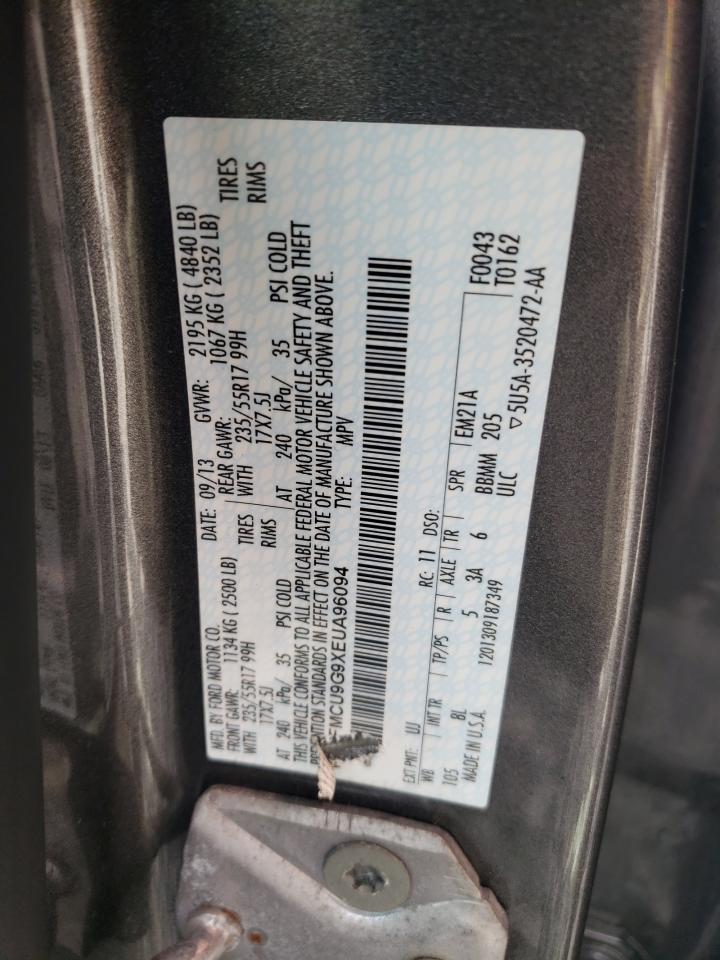 MFD. BY FORD MOTOR CO.
DATE: 09/13 GVWR: 2195 KG ( 4840 LB)
FRONT GAWR: 1134 KG ( 2500 LB)
REAR GAWR: 1067 KG ( 2352 LB)
WITH 235/55R17 99H TIRES
WITH 235/55R17 99H TIRES
17X7.5J RIMS
17X7.5J RIMS
AT 240 kPa/ 35 PSI COLD
AT 240 kPa/ 35 PSI COLD
THIS VEHICLE CONFORMS TO ALL APPLICABLE FEDERAL MOTOR VEHICLE SAFETY AND THEFT
PREVENTION STANDARDS IN EFFECT ON THE DATE OF MANUFACTURE SHOWN ABOVE.
MCU9G9XEUA96094 TYPE: MPV
EXT PNT: UJ RC: 11 DSO: F0043
WB INT TR TP/PS R AXLE TR SPR EM21A T0162
105 8L 5 3A 6 BBMM 205
MADE IN U.S.A. 1201309187349 ULC ▽5U5A-3520472-AA